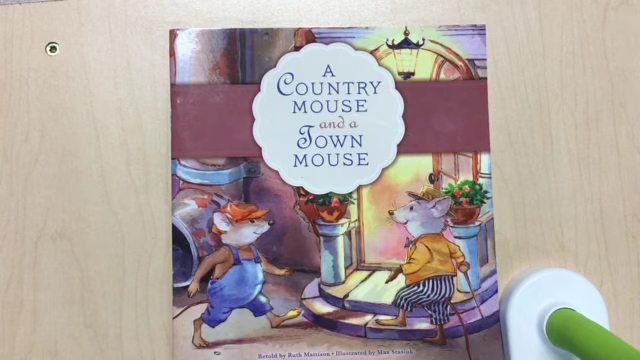 A
COUNTRY
MOUSE
and a
TOWN
MOUSE
Retold by Ruth Mattison • Illustrated by Max Stasiuk